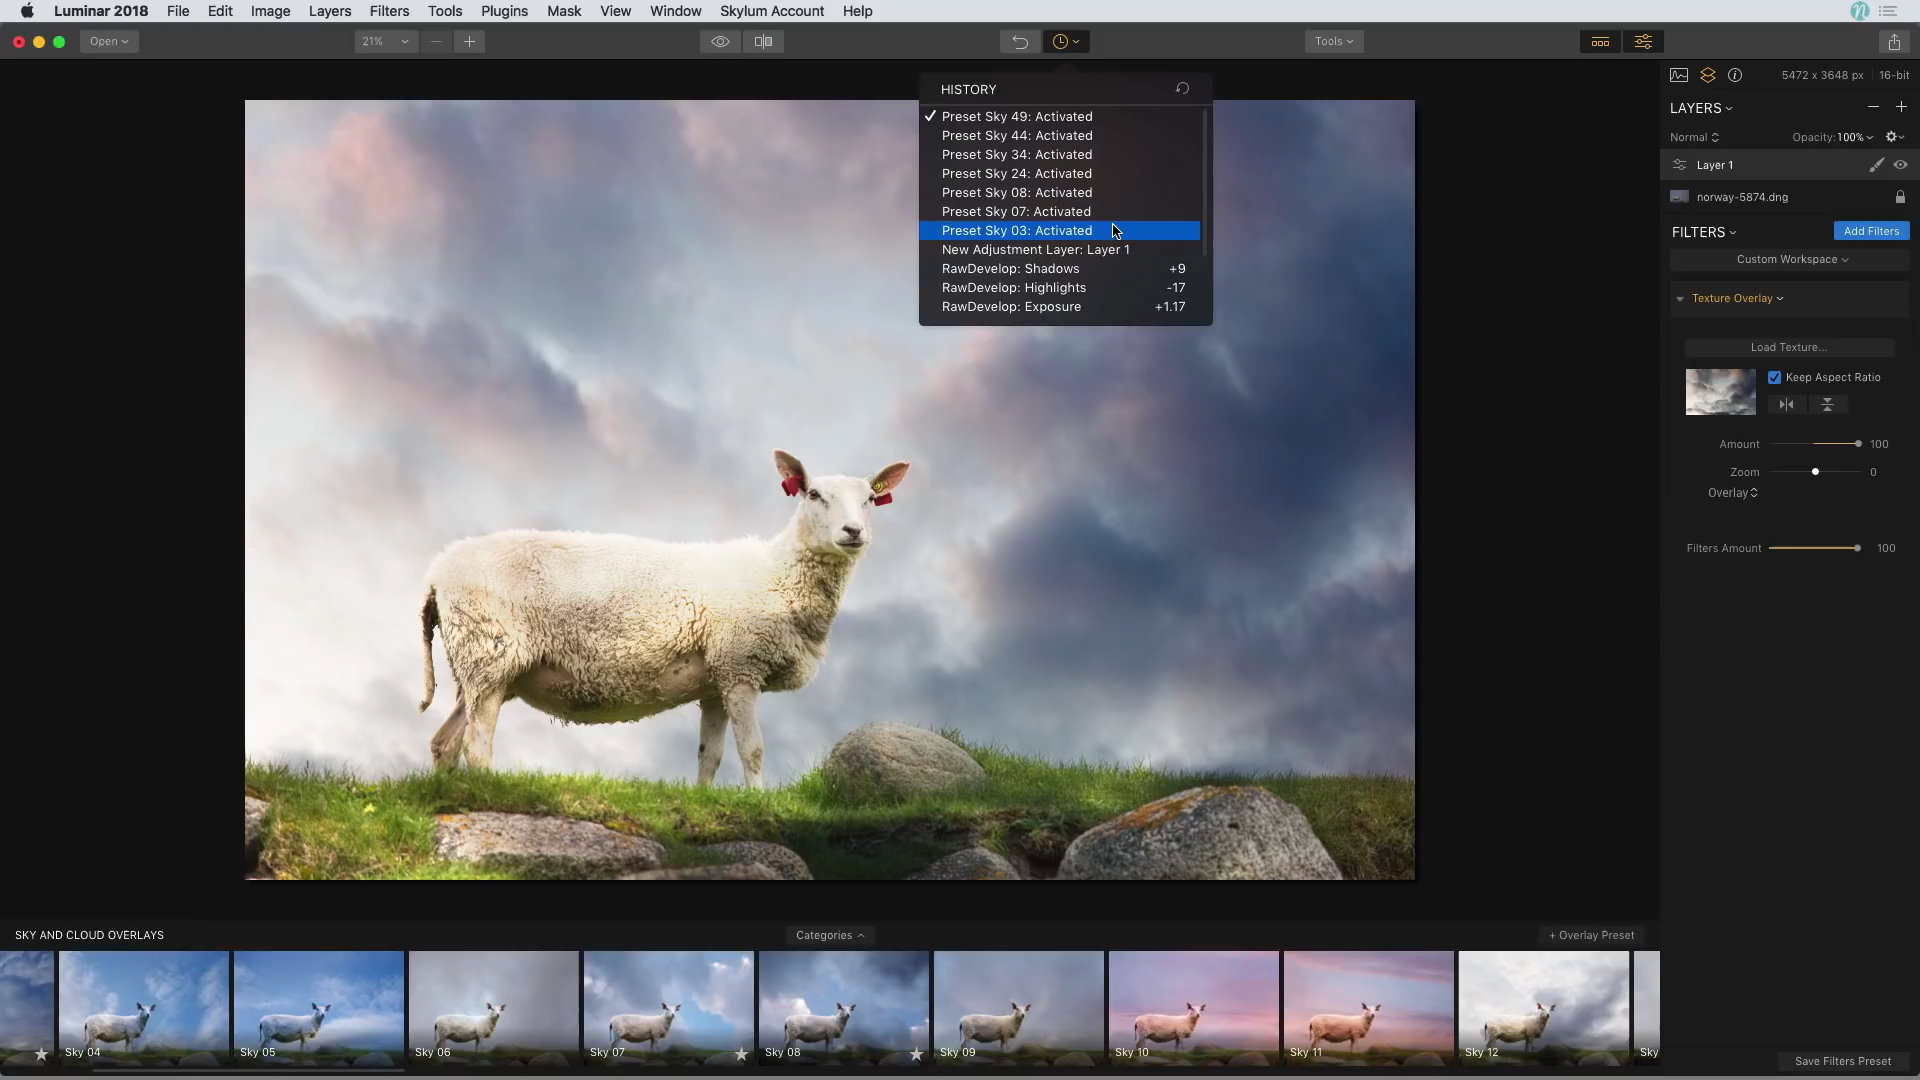 Luminar 2018 File Edit Image Layers Filters Tools Plugins Mask View Window Skylum Account Help
Open 21% Tools
5472 x 3648 px 16-bit
HISTORY
Preset Sky 49: Activated
Preset Sky 44: Activated
Preset Sky 34: Activated
Preset Sky 24: Activated
Preset Sky 08: Activated
Preset Sky 07: Activated
Preset Sky 03: Activated
New Adjustment Layer: Layer 1
RawDevelop: Shadows +9
RawDevelop: Highlights -17
RawDevelop: Exposure +1.17
LAYERS
Normal Opacity: 100%
Layer 1
norway-5874.dng
FILTERS Add Filters
Custom Workspace
Texture Overlay
Load Texture...
Keep Aspect Ratio
Amount 100
Zoom 0
Overlay
Filters Amount 100
SKY AND CLOUD OVERLAYS Categories + Overlay Preset
Sky 04 Sky 05 Sky 06 Sky 07 Sky 08 Sky 09 Sky 10 Sky 11 Sky 12 Sky
Save Filters Preset